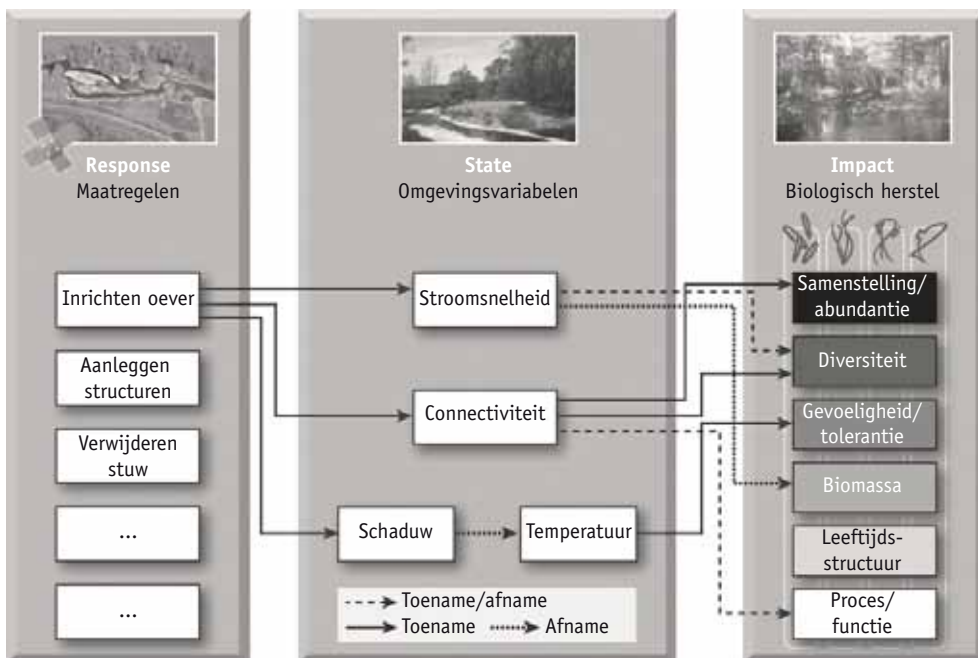 Response
Maatregelen
Inrichten oever
Aanleggen
structuren
Verwijderen
stuw
...
...
State
Omgevingsvariabelen
Stroomsnelheid
Connectiviteit
Schaduw
Temperatuur
Toename/afname
Toename
Afname
Impact
Biologisch herstel
Samenstelling/
abundantie
Diversiteit
Gevoeligheid/
tolerantie
Biomassa
Leeftijds-
structuur
Proces/
functie